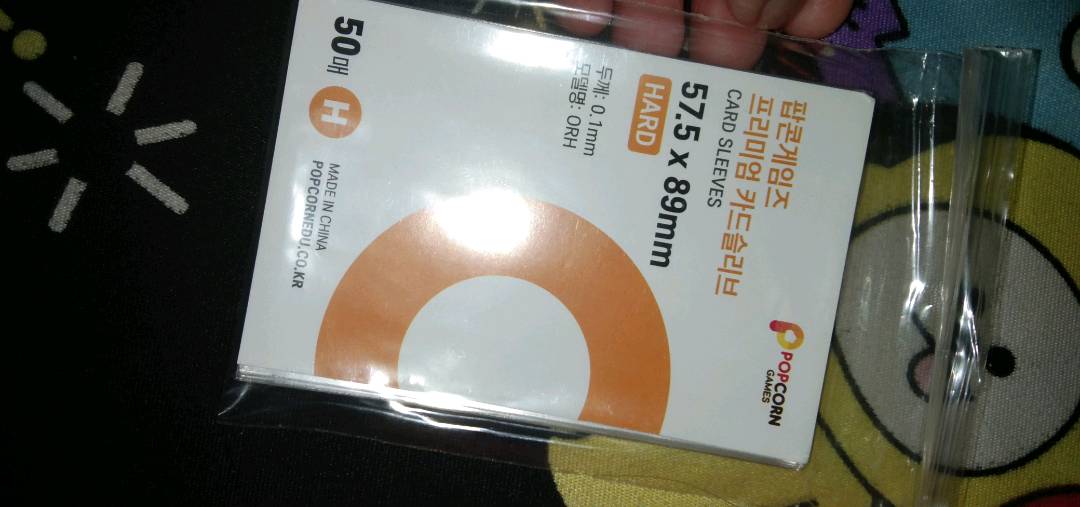 팝콘게임즈
프리미엄 카드슬리브
CARD SLEEVES
57.5 x 89mm
HARD
두께: 0.1mm
모델명: ORH
POPCORN
GAMES
50매
H
MADE IN CHINA
POPCORNEDU.CO.KR